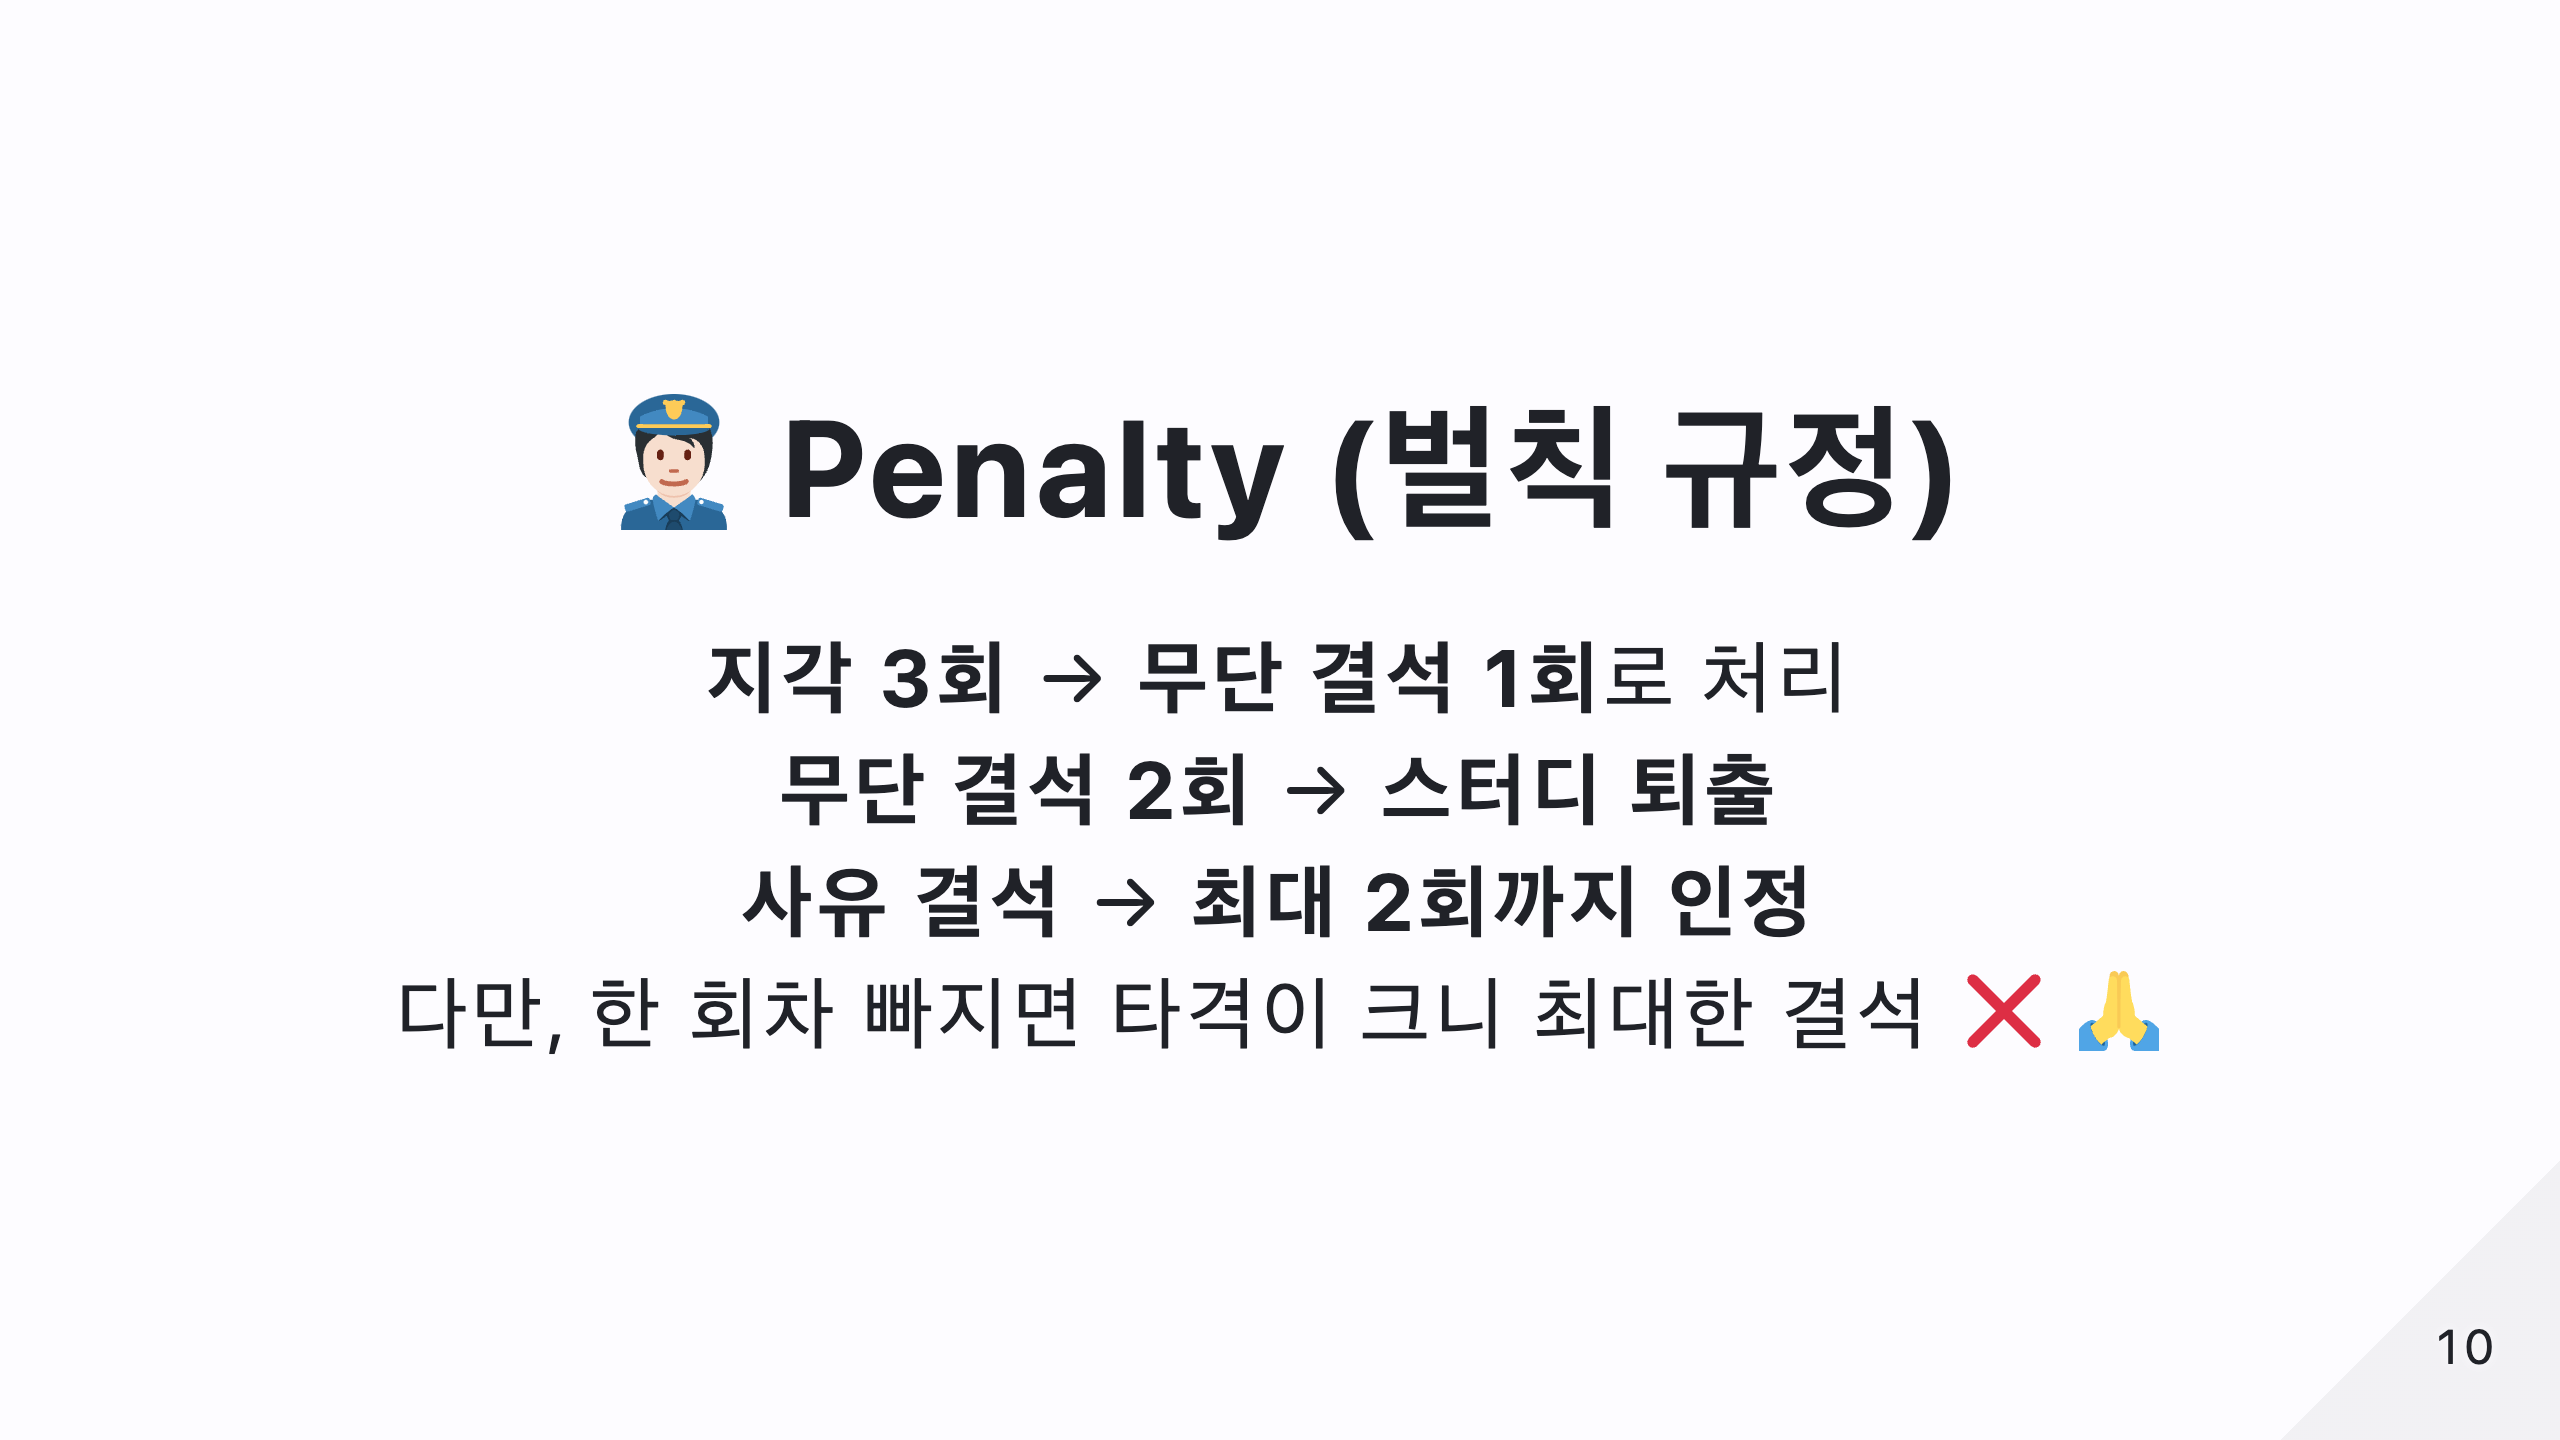 👮🏻 Penalty (벌칙 규정)
지각 3회 → 무단 결석 1회로 처리
무단 결석 2회 → 스터디 퇴출
사유 결석 → 최대 2회까지 인정
다만, 한 회차 빠지면 타격이 크니 최대한 결석 ❌ 🙏
10